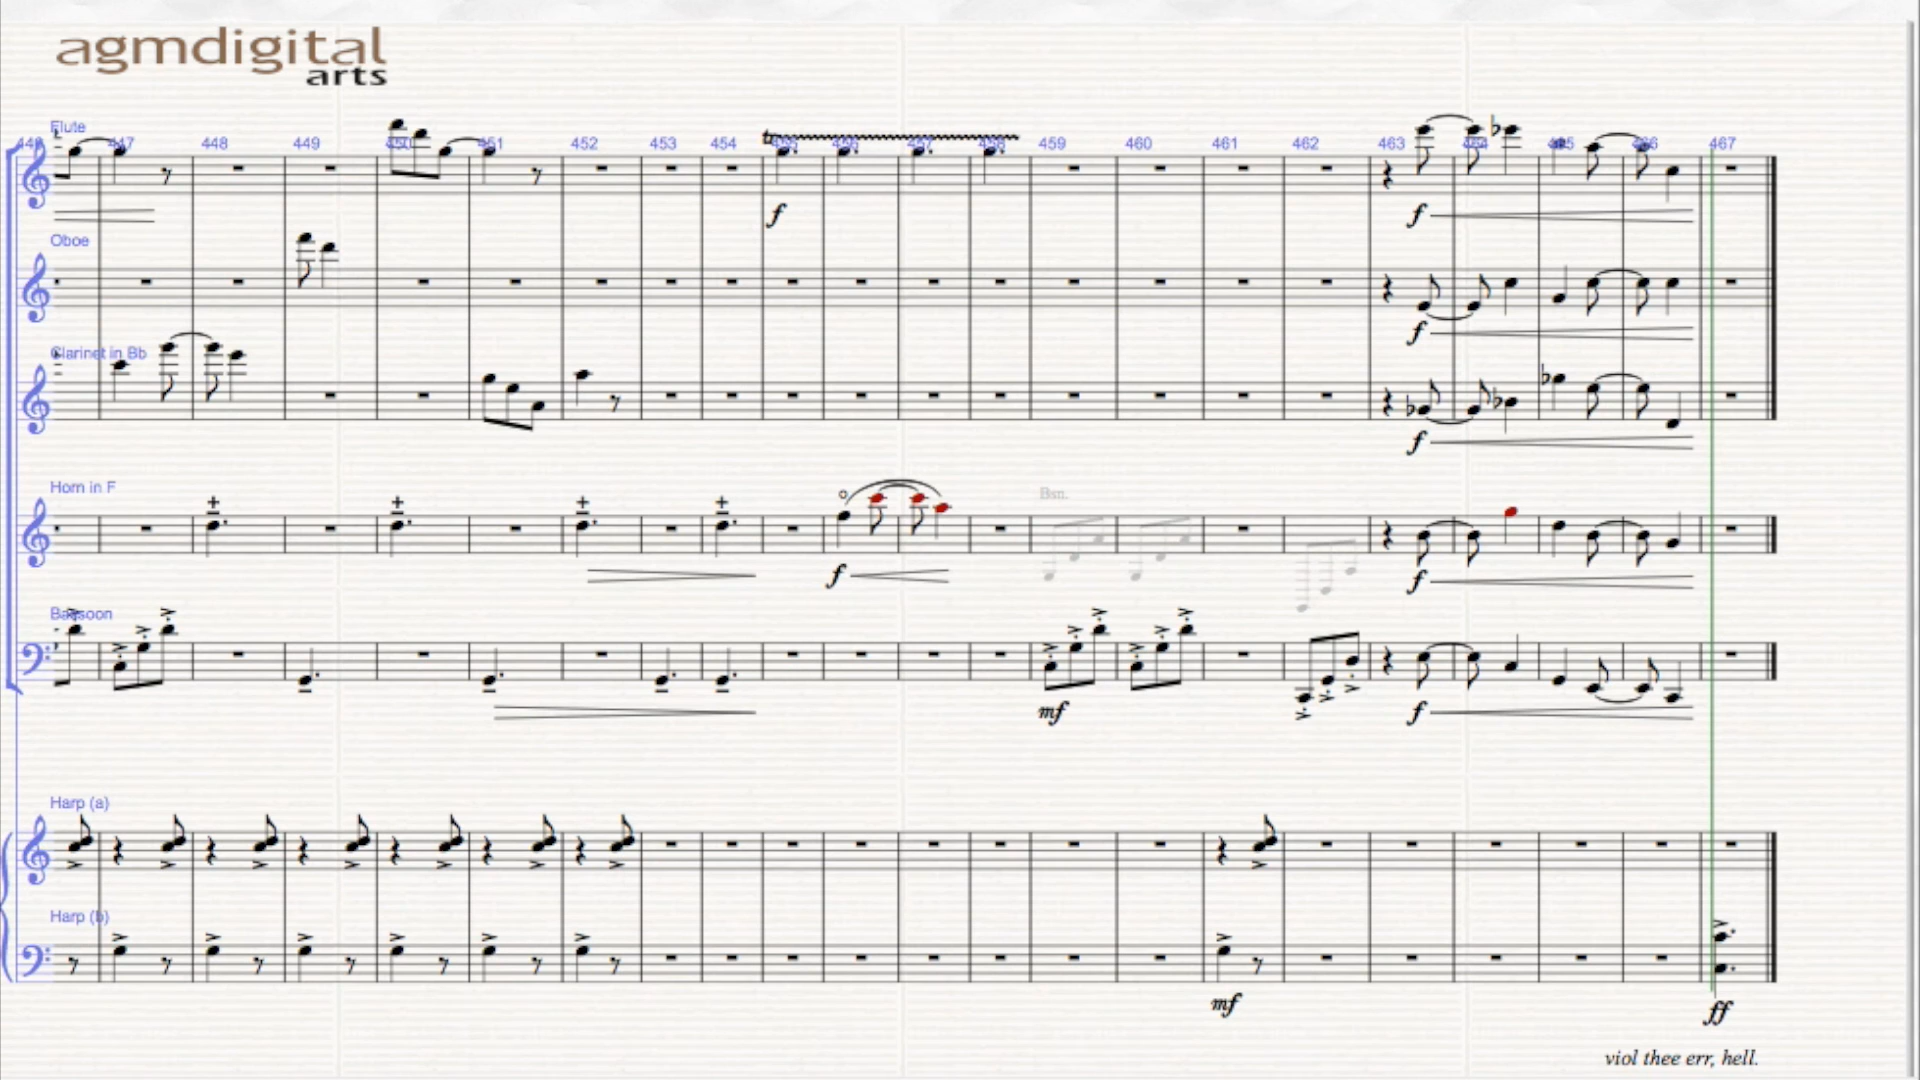 agmdigital
arts
Flute
446 447 448 449 450 451 452 453 454 455 456 457 458 459 460 461 462 463 464 465 466 467
tr
f f
Oboe
f
Clarinet in Bb
f
Horn in F
Bsn.
f f
Bassoon
mf f
Harp (a)
Harp (b)
mf ff
viol thee err, hell.